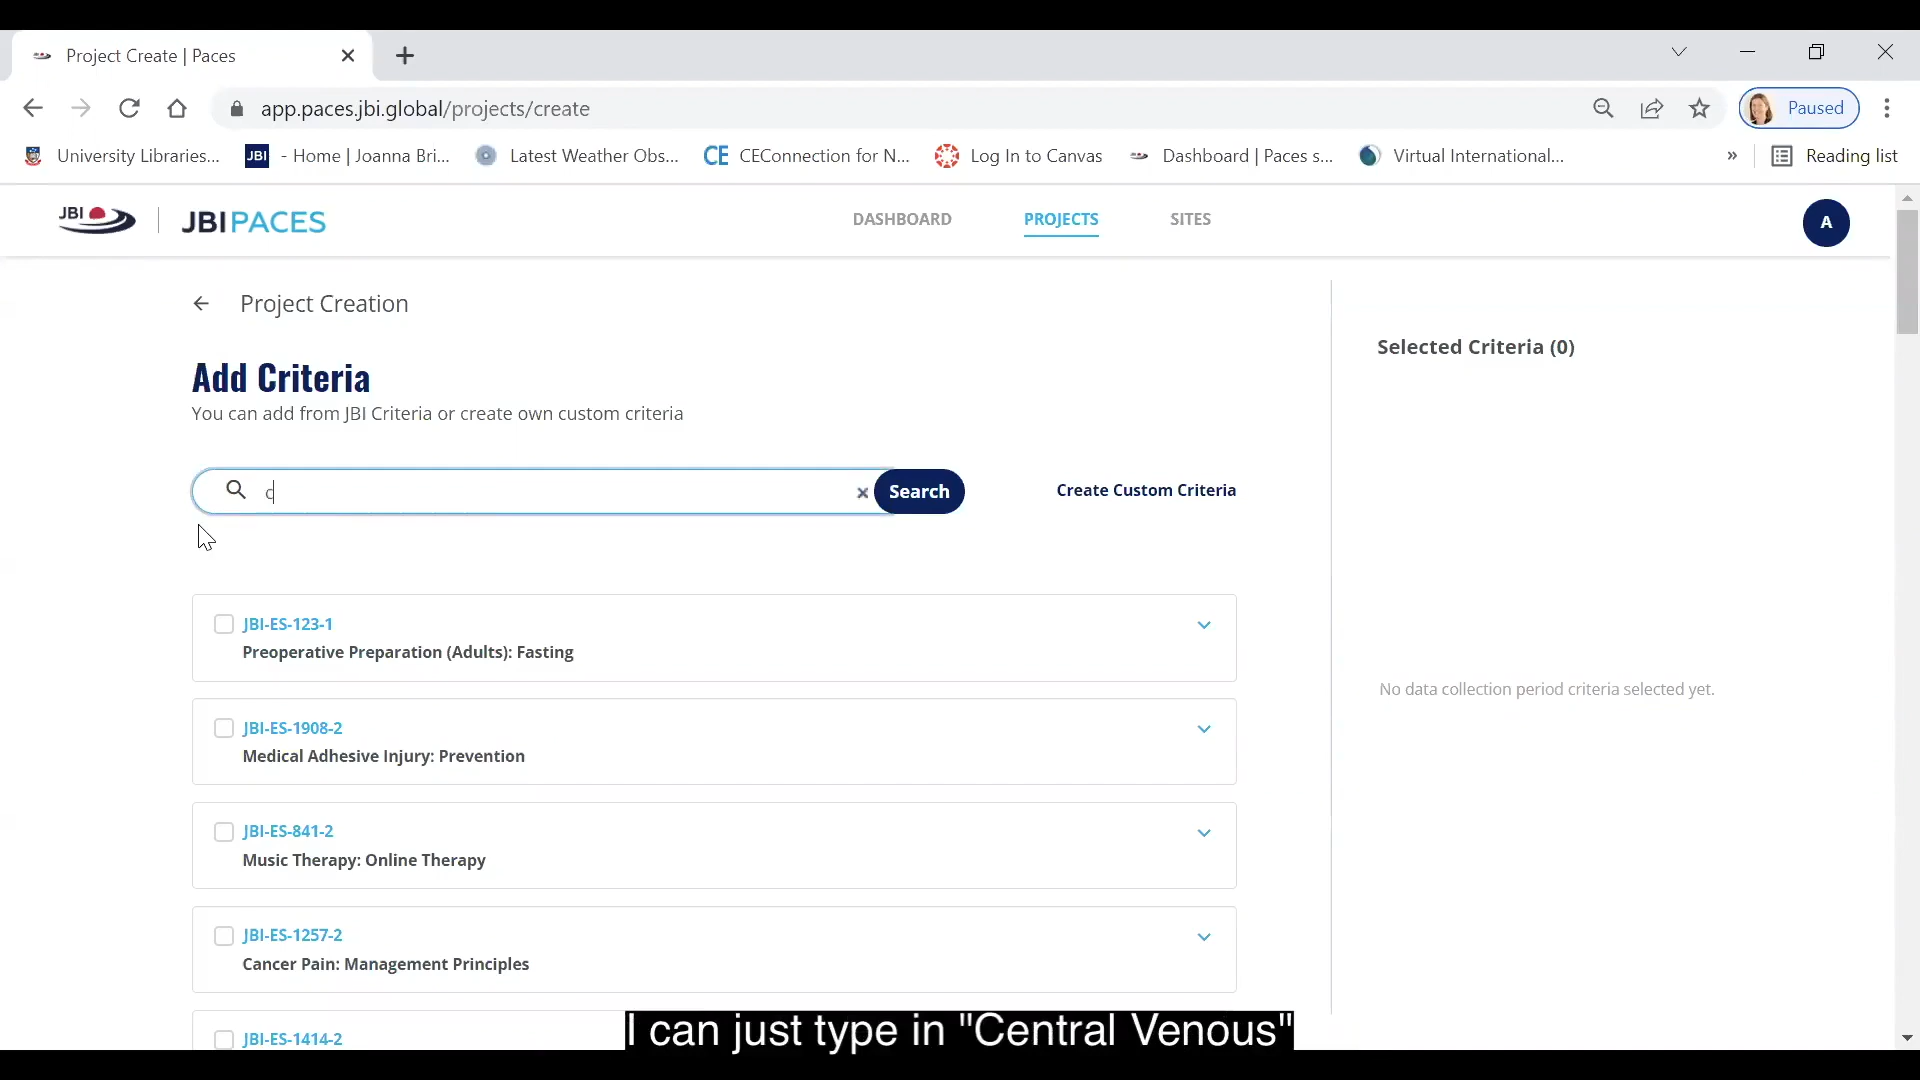 Project Create | Paces
app.paces.jbi.global/projects/create
Paused
University Libraries...
JBI
- Home | Joanna Bri...
Latest Weather Obs...
CE
CEConnection for N...
Log In to Canvas
Dashboard | Paces s...
Virtual International...
»
Reading list
JBI
JBIPACES
DASHBOARD
PROJECTS
SITES
A
Project Creation
Selected Criteria (0)
Add Criteria
You can add from JBI Criteria or create own custom criteria
c
Search
Create Custom Criteria
JBI-ES-123-1
Preoperative Preparation (Adults): Fasting
No data collection period criteria selected yet.
JBI-ES-1908-2
Medical Adhesive Injury: Prevention
JBI-ES-841-2
Music Therapy: Online Therapy
JBI-ES-1257-2
Cancer Pain: Management Principles
JBI-ES-1414-2
I can just type in "Central Venous"